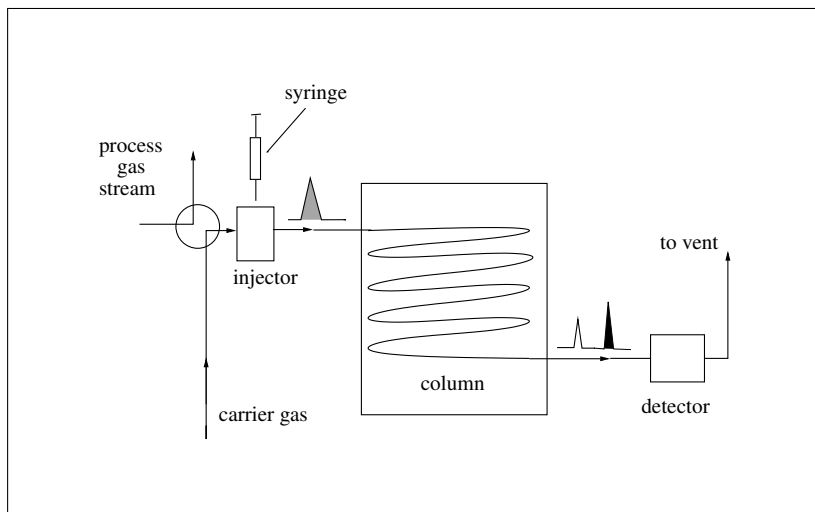 syringe
process
gas
stream
injector
to vent
column
carrier gas
detector